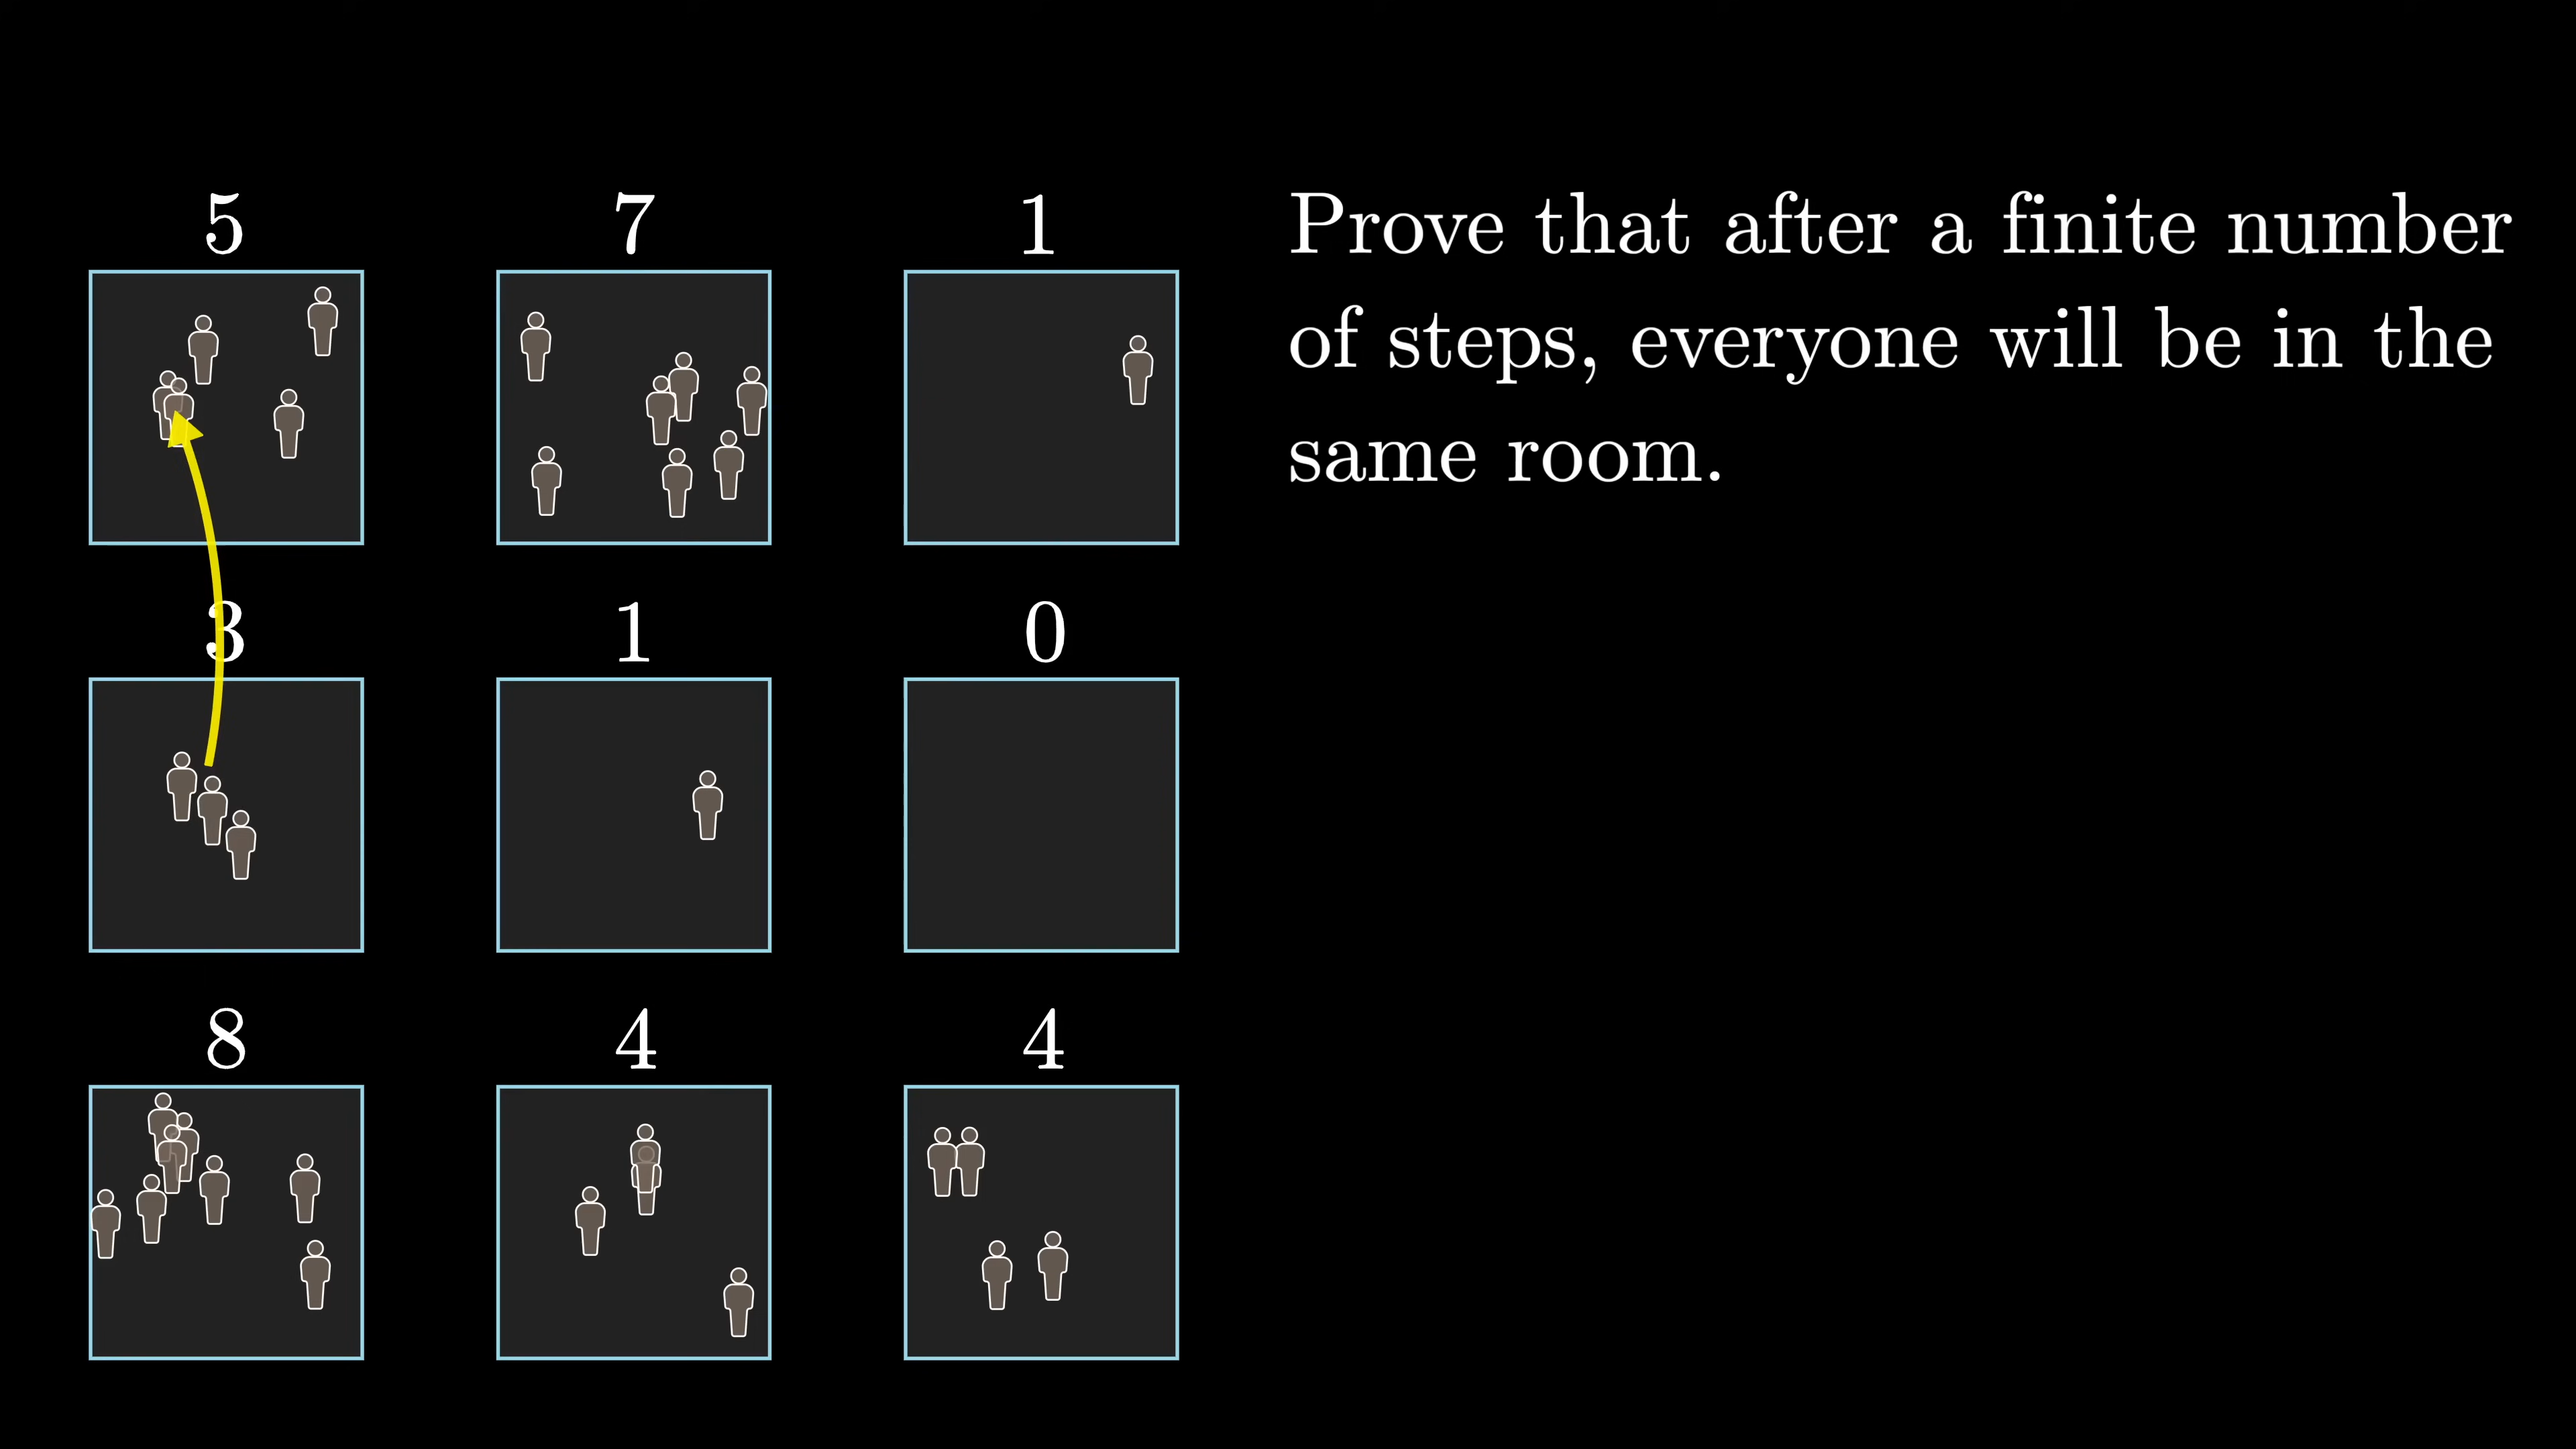 5 7 1
Prove that after a finite number
of steps, everyone will be in the
same room.
3 1 0
8 4 4